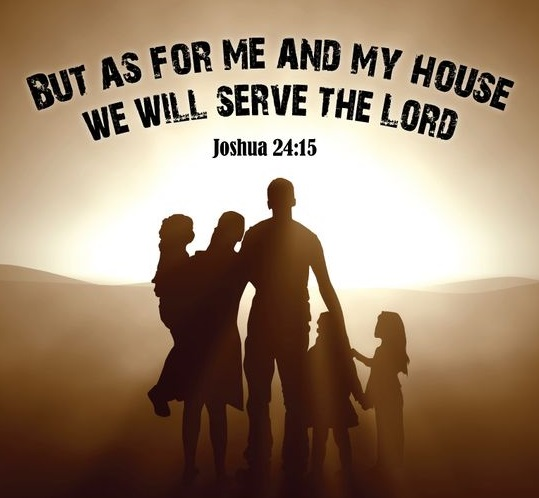 BUT AS FOR ME AND MY HOUSE
WE WILL SERVE THE LORD
Joshua 24:15